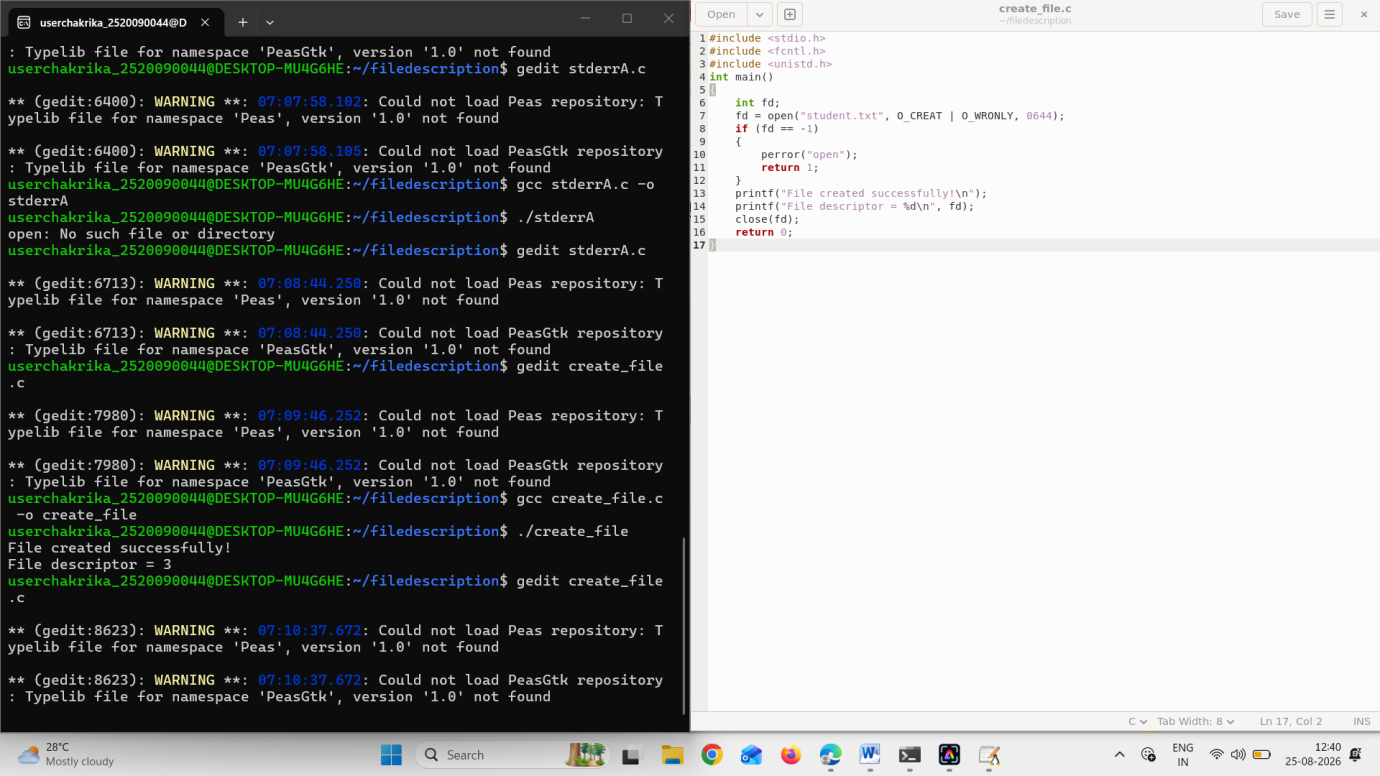 userchakrika_2520090044@D
: Typelib file for namespace 'PeasGtk', version '1.0' not found
userchakrika_2520090044@DESKTOP-MU4G6HE:~/filedescription$ gedit stderrA.c
** (gedit:6400): WARNING **: 07:07:58.102: Could not load Peas repository: T
ypelib file for namespace 'Peas', version '1.0' not found
** (gedit:6400): WARNING **: 07:07:58.105: Could not load PeasGtk repository
: Typelib file for namespace 'PeasGtk', version '1.0' not found
userchakrika_2520090044@DESKTOP-MU4G6HE:~/filedescription$ gcc stderrA.c -o
stderrA
userchakrika_2520090044@DESKTOP-MU4G6HE:~/filedescription$ ./stderrA
open: No such file or directory
userchakrika_2520090044@DESKTOP-MU4G6HE:~/filedescription$ gedit stderrA.c
** (gedit:6713): WARNING **: 07:08:44.250: Could not load Peas repository: T
ypelib file for namespace 'Peas', version '1.0' not found
** (gedit:6713): WARNING **: 07:08:44.250: Could not load PeasGtk repository
: Typelib file for namespace 'PeasGtk', version '1.0' not found
userchakrika_2520090044@DESKTOP-MU4G6HE:~/filedescription$ gedit create_file
.c
** (gedit:7980): WARNING **: 07:09:46.252: Could not load Peas repository: T
ypelib file for namespace 'Peas', version '1.0' not found
** (gedit:7980): WARNING **: 07:09:46.252: Could not load PeasGtk repository
: Typelib file for namespace 'PeasGtk', version '1.0' not found
userchakrika_2520090044@DESKTOP-MU4G6HE:~/filedescription$ gcc create_file.c
 -o create_file
userchakrika_2520090044@DESKTOP-MU4G6HE:~/filedescription$ ./create_file
File created successfully!
File descriptor = 3
userchakrika_2520090044@DESKTOP-MU4G6HE:~/filedescription$ gedit create_file
.c
** (gedit:8623): WARNING **: 07:10:37.672: Could not load Peas repository: T
ypelib file for namespace 'Peas', version '1.0' not found
** (gedit:8623): WARNING **: 07:10:37.672: Could not load PeasGtk repository
: Typelib file for namespace 'PeasGtk', version '1.0' not found
Open
create_file.c
~/filedescription
Save
1 #include <stdio.h>
2 #include <fcntl.h>
3 #include <unistd.h>
4 int main()
5 {
6     int fd;
7     fd = open("student.txt", O_CREAT | O_WRONLY, 0644);
8     if (fd == -1)
9     {
10         perror("open");
11         return 1;
12     }
13     printf("File created successfully!\n");
14     printf("File descriptor = %d\n", fd);
15     close(fd);
16     return 0;
17 }
C Tab Width: 8 Ln 17, Col 2 INS
28°C
Mostly cloudy
Search
ENG
IN
12:40
25-08-2026